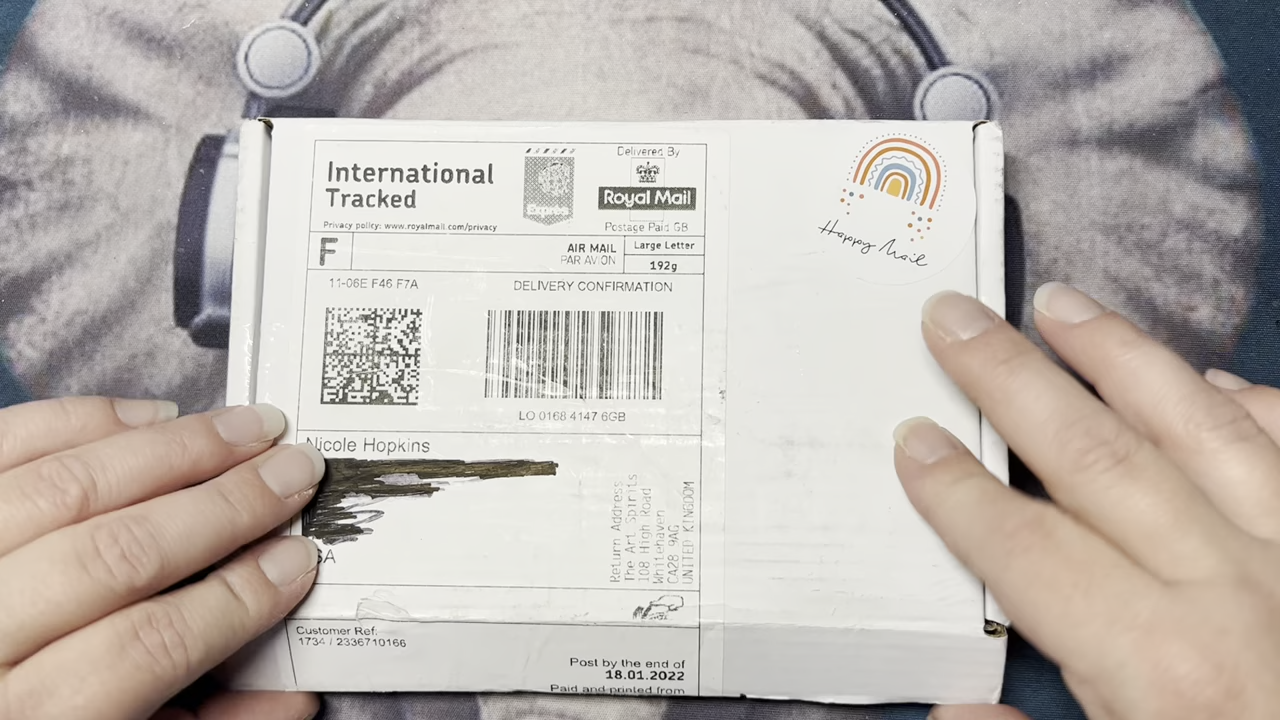 International
Tracked
Delivered By
Royal Mail
Postage Paid GB
Privacy policy: www.royalmail.com/privacy
F
AIR MAIL
PAR AVION
Large Letter
192g
11-06E F46 F7A
DELIVERY CONFIRMATION
LO 0168 4147 6GB
Nicole Hopkins
SA
Return Address
The Art Spirits
108 High Road
Whitehaven
CA28 9AG
UNITED KINGDOM
Customer Ref:
1734 / 2336710166
Post by the end of
18.01.2022
Paid and printed from
Happy Mail